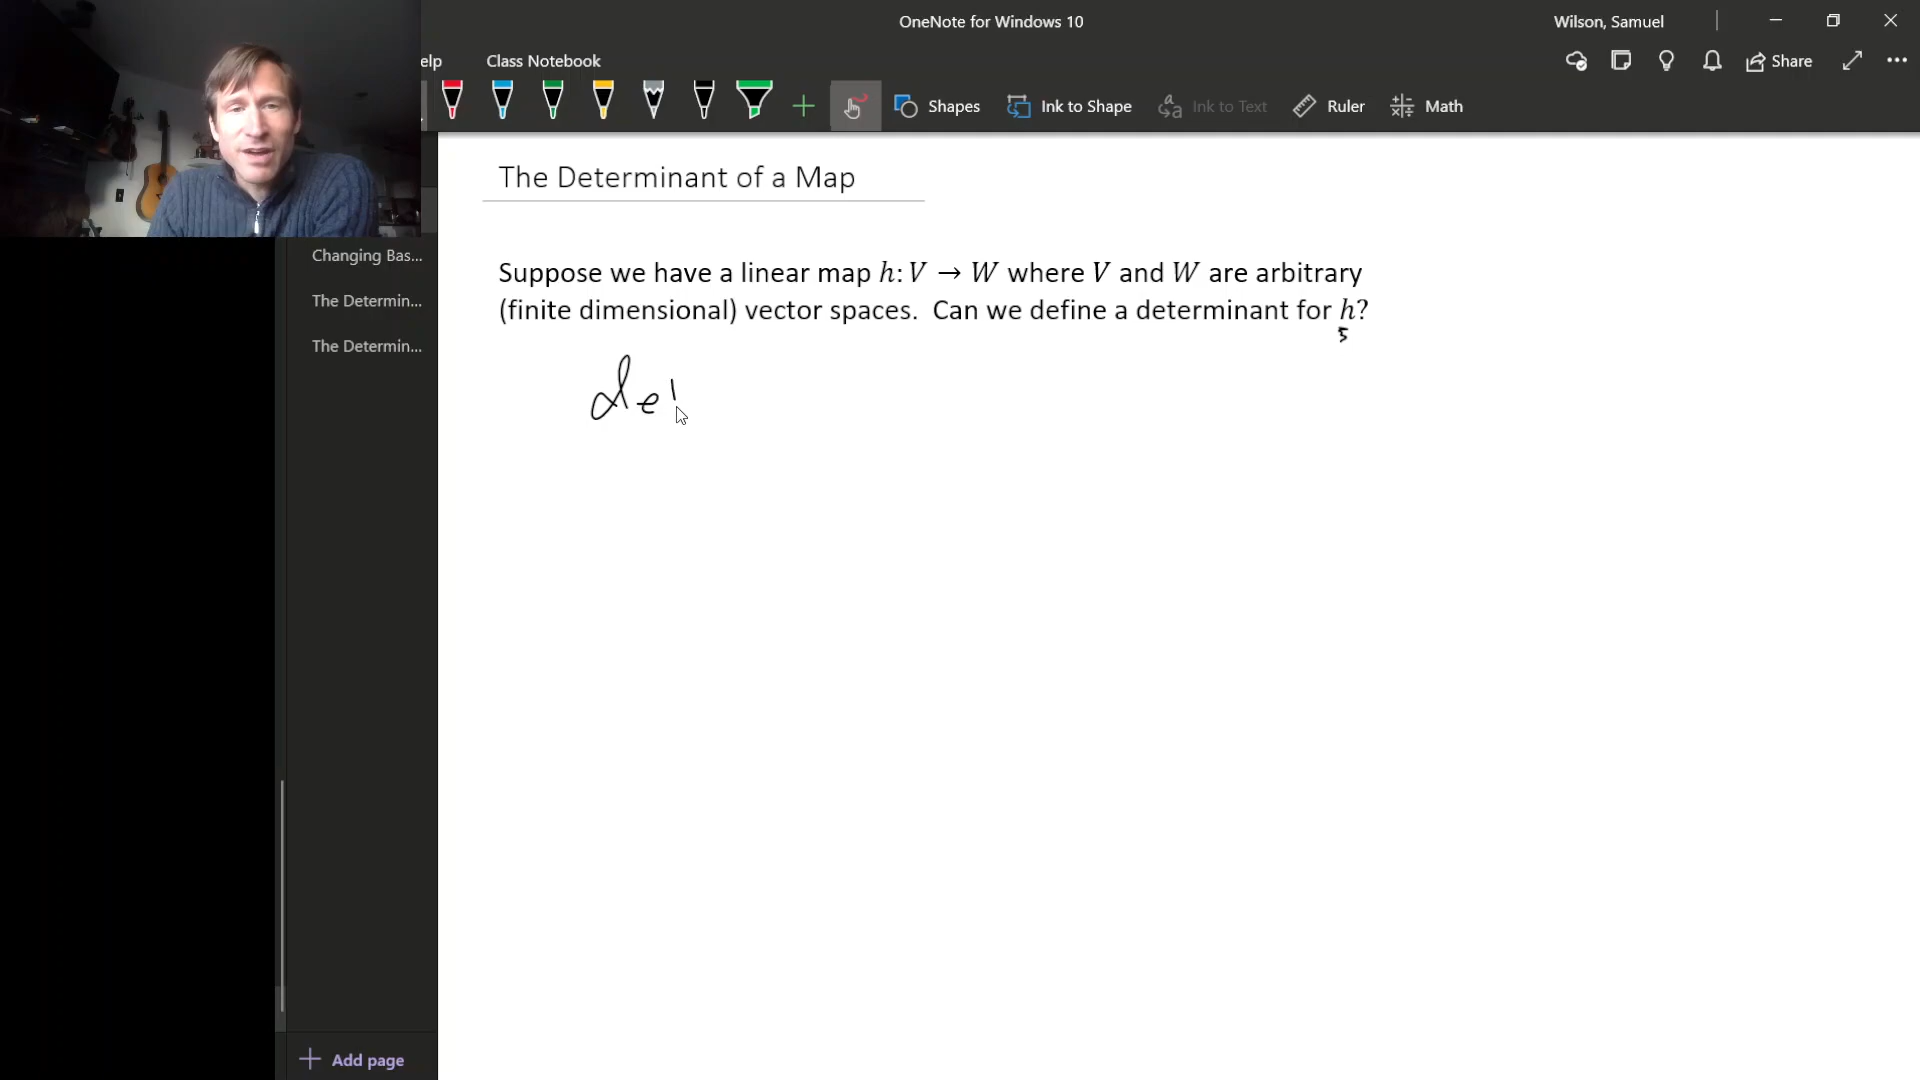 OneNote for Windows 10
Wilson, Samuel
elp
Class Notebook
Share
Shapes
Ink to Shape
Ink to Text
Ruler
Math
The Determinant of a Map
Changing Bas...
The Determin...
The Determin...
Suppose we have a linear map h: V → W where V and W are arbitrary
(finite dimensional) vector spaces. Can we define a determinant for h?
de
Add page